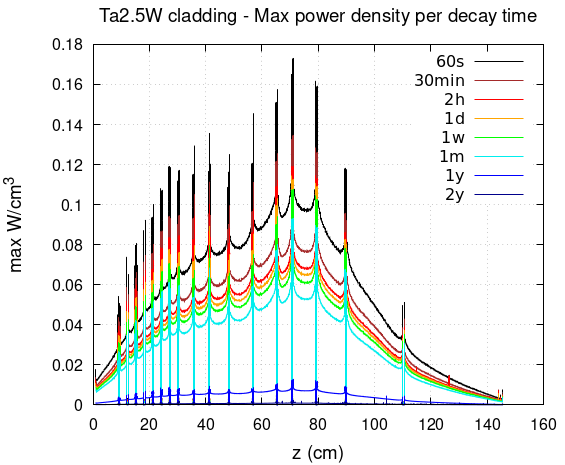 Ta2.5W cladding - Max power density per decay time
0.18
0.16
0.14
0.12
0.1
0.08
0.06
0.04
0.02
0
max W/cm³
60s
30min
2h
1d
1w
1m
1y
2y
0 20 40 60 80 100 120 140 160
z (cm)